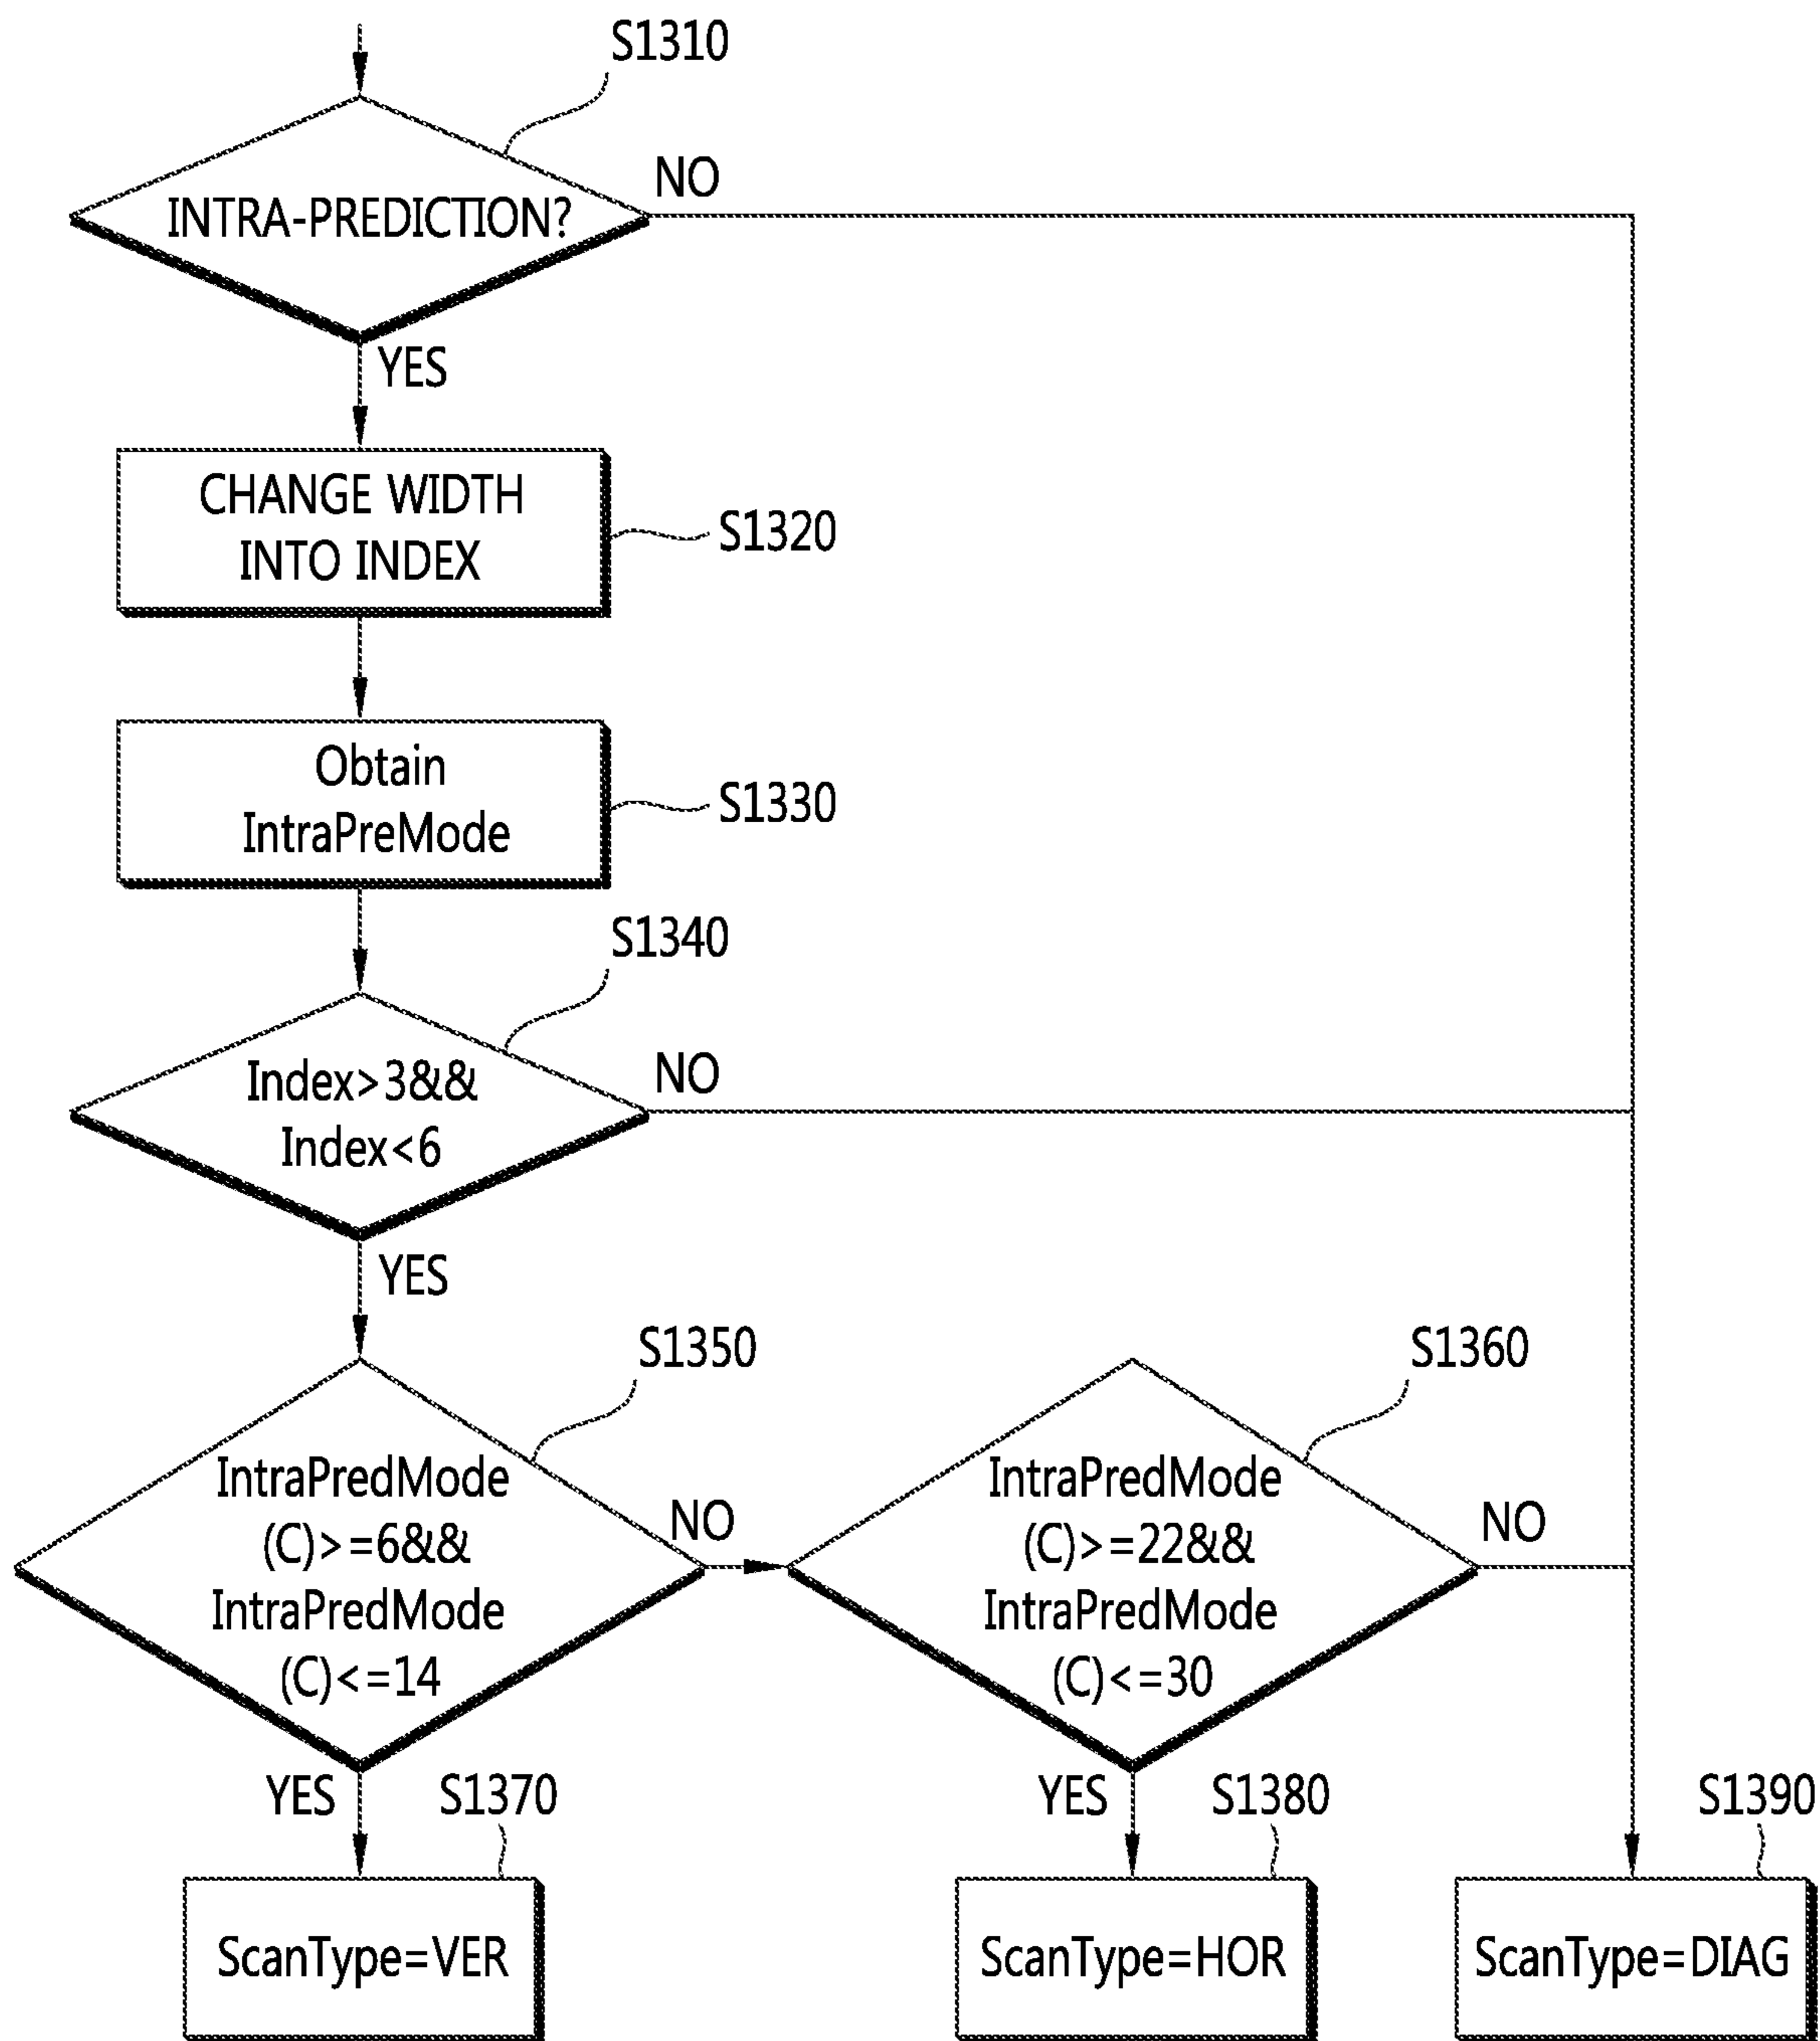 S1310
INTRA-PREDICTION?
NO
YES
CHANGE WIDTH
INTO INDEX
S1320
Obtain
IntraPreMode
S1330
S1340
Index>3&&
Index<6
NO
YES
S1350
IntraPredMode
(C)>=6&&
IntraPredMode
(C)<=14
NO
S1360
IntraPredMode
(C)>=22&&
IntraPredMode
(C)<=30
NO
YES
S1370
YES
S1380
S1390
ScanType=VER
ScanType=HOR
ScanType=DIAG